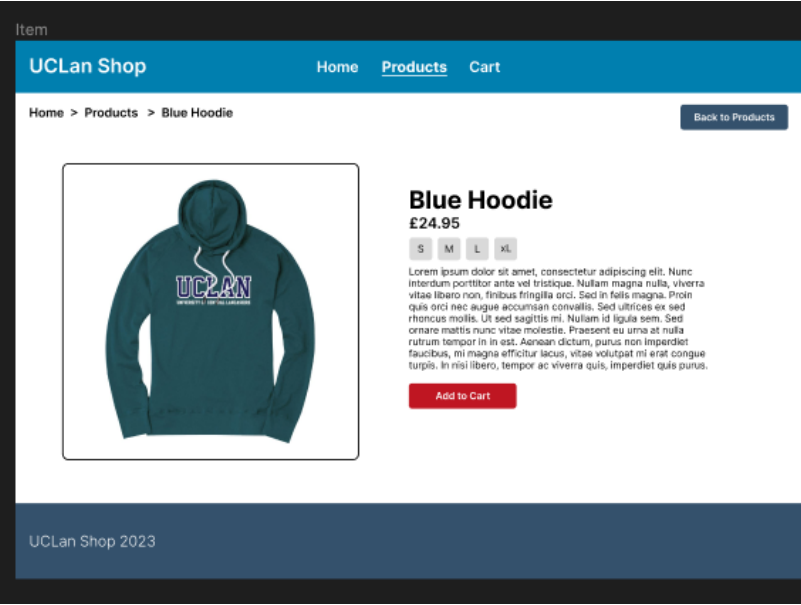 Item
UCLan Shop
Home Products Cart
Home > Products > Blue Hoodie
Back to Products
UCLAN
Blue Hoodie
£24.95
S M L xL
Lorem ipsum dolor sit amet, consectetur adipiscing elit. Nunc
interdum porttitor ante vel tristique. Nullam magna nulla, viverra
vitae libero non, finibus fringilla orci. Sed in felis magna. Proin
quis orci nec augue accumsan convallis. Sed ultrices ex sed
rhoncus mollis. Ut sed sagittis mi. Nullam id ligula sem. Sed
ornare mattis nunc vitae molestie. Praesent eu urna at nulla
rutrum tempor in in est. Aenean dictum, purus non imperdiet
faucibus, mi magna efficitur lacus, vitae volutpat mi erat congue
turpis. In nisi libero, tempor ac viverra quis, imperdiet quis purus.
Add to Cart
UCLan Shop 2023